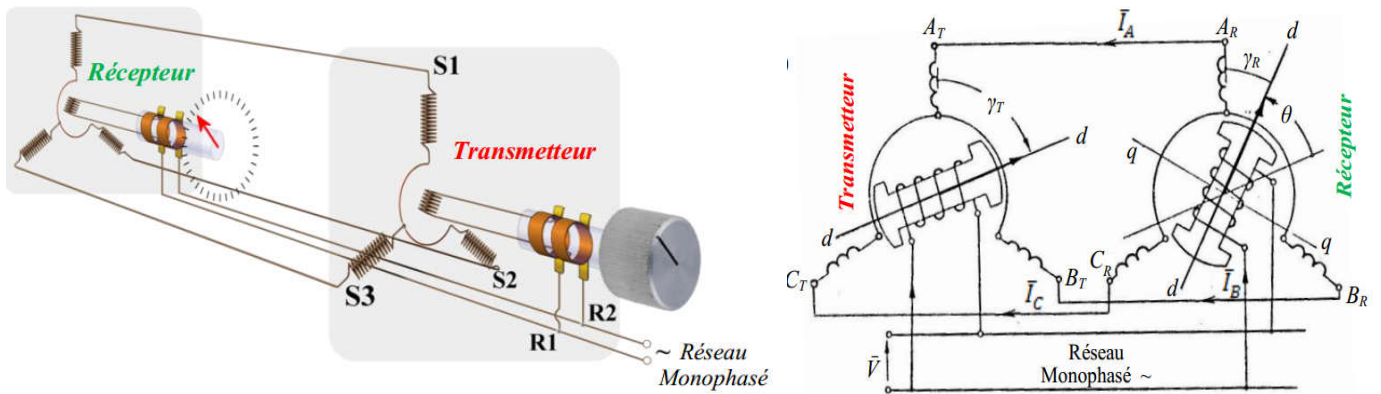 Récepteur
S1
Transmetteur
S2
S3
R2
R1
~ Réseau
Monophasé
A_T
Ī_A
A_R
d
γ_R
γ_T
θ
d
q
Transmetteur
Récepteur
d
q
C_T
B_T
C_R
d
Ī_B
B_R
Ī_C
V̄
Réseau
Monophasé ~